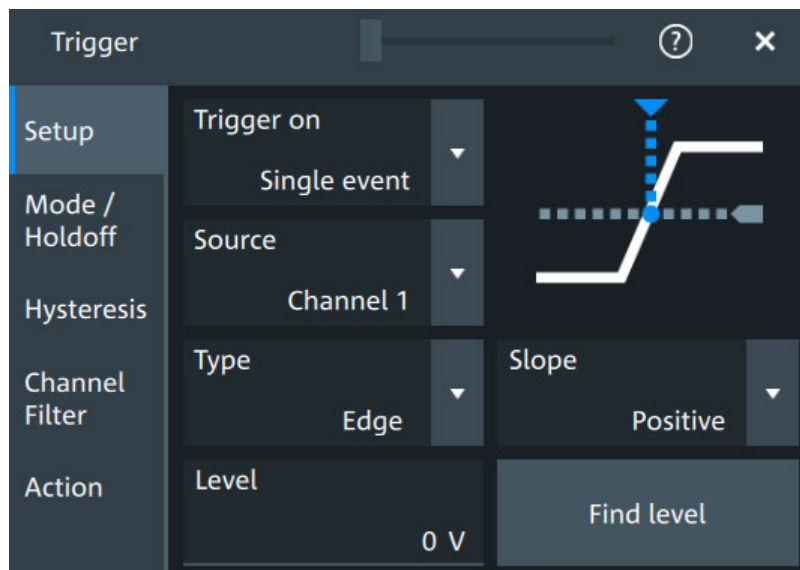 Trigger
?
Setup
Mode /
Holdoff
Hysteresis
Channel
Filter
Action
Trigger on
Single event
Source
Channel 1
Type
Edge
Slope
Positive
Level
0 V
Find level